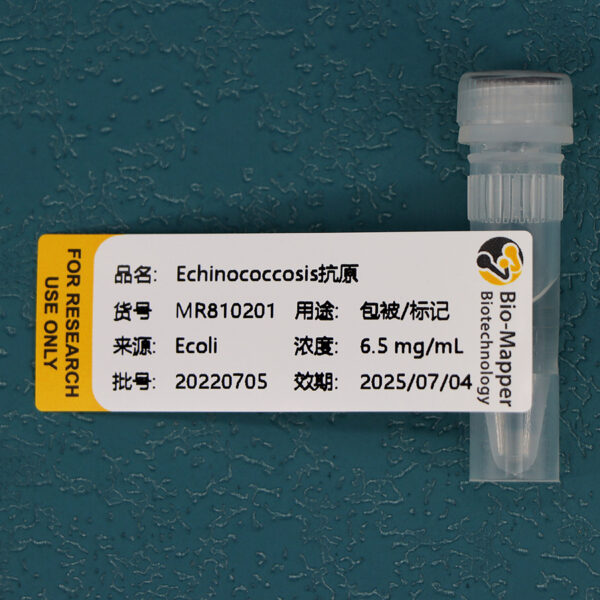 FOR RESEARCH
USE ONLY
品名: Echinococcosis抗原
货号 MR810201 用途: 包被/标记
来源: Ecoli 浓度: 6.5 mg/mL
批号: 20220705 效期: 2025/07/04
Bio-Mapper
Biotechnology